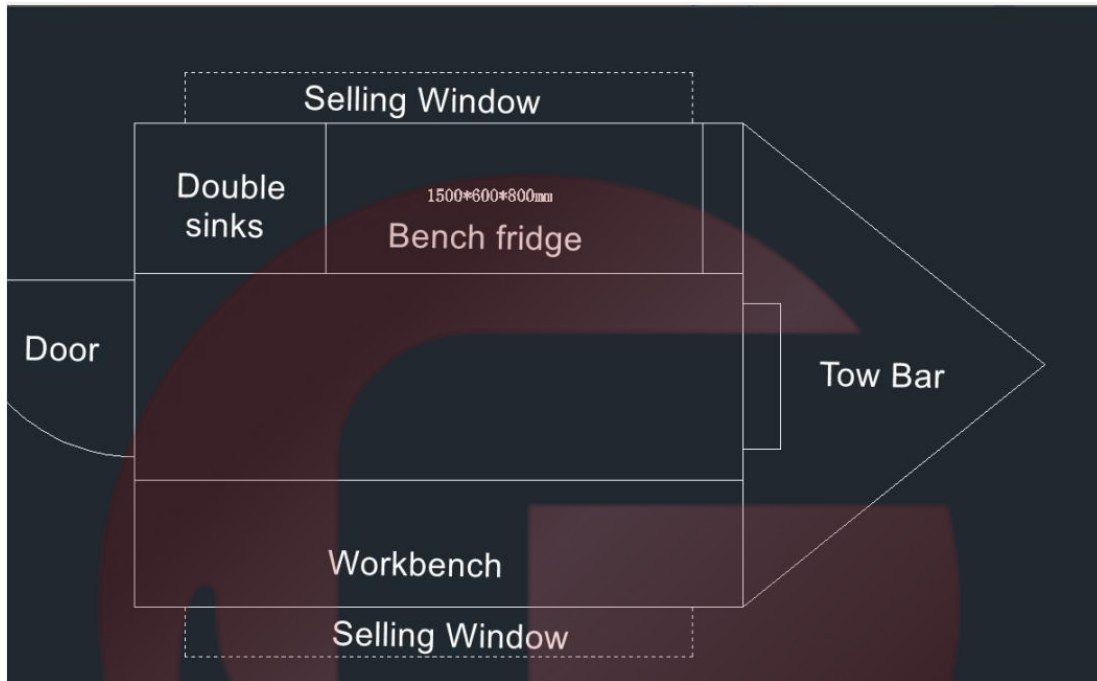 Selling Window
Double
sinks
1500*600*800mm
Bench fridge
Door
Tow Bar
Workbench
Selling Window